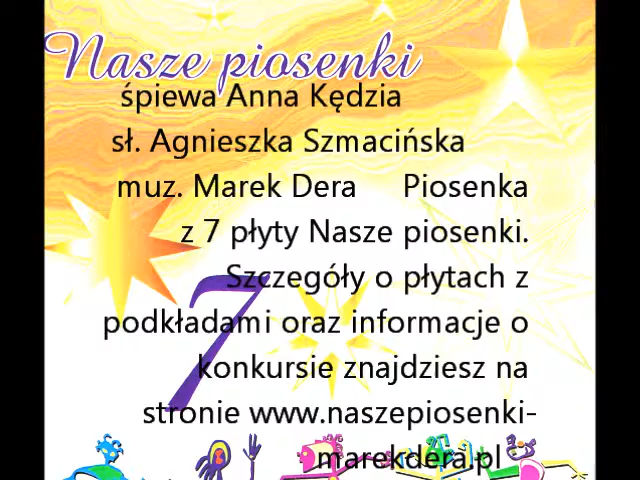 Nasze piosenki
śpiewa Anna Kędzia
sł. Agnieszka Szmacińska
muz. Marek Dera Piosenka
z 7 płyty Nasze piosenki.
Szczegóły o płytach z
7
podkładami oraz informacje o
konkursie znajdziesz na
stronie www.naszepiosenki-
marekdera.pl